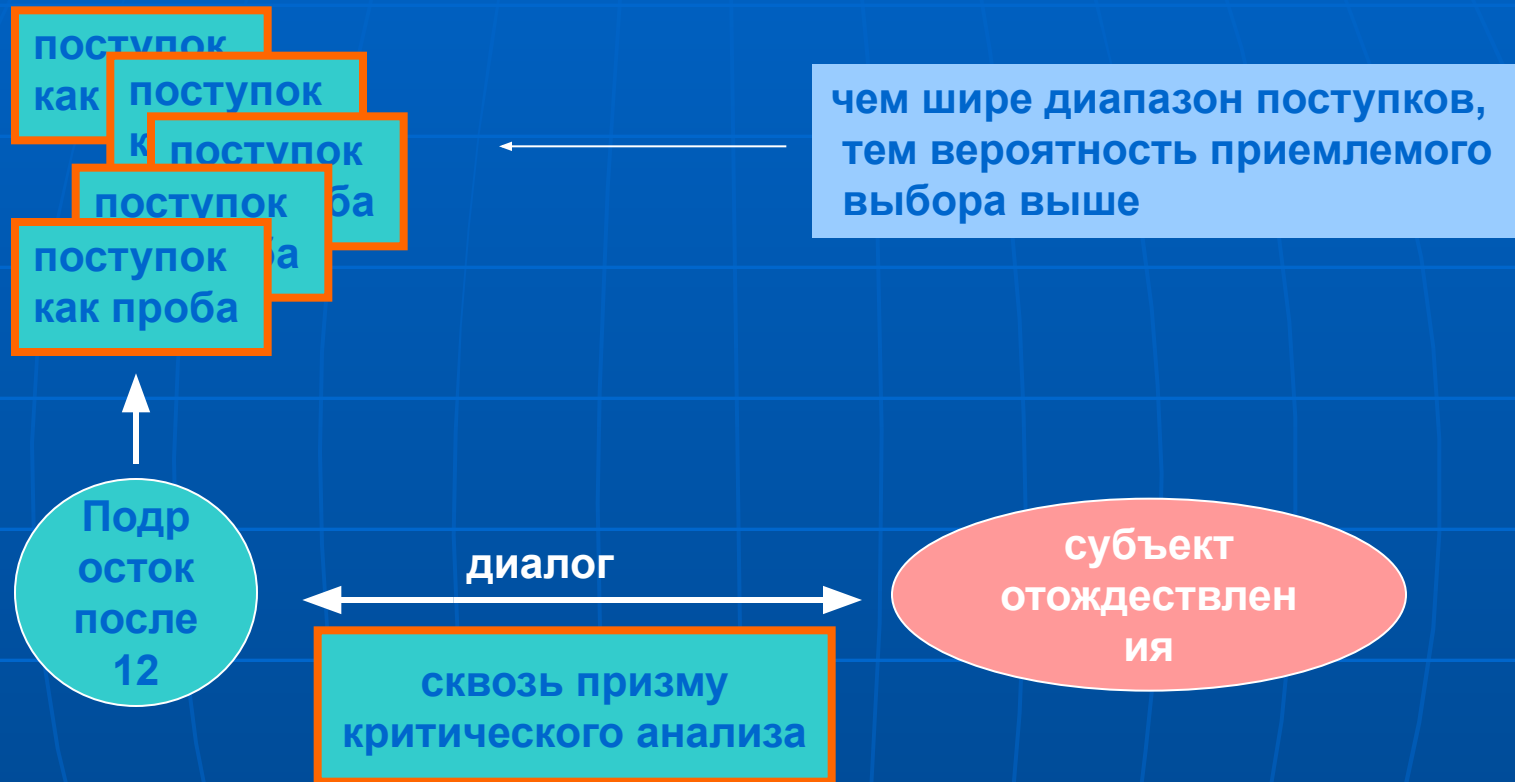 поступок
как
поступок
к
поступок
ба
поступок
ба
поступок
как проба
чем шире диапазон поступков,
тем вероятность приемлемого
выбора выше
Подр
осток
после
12
диалог
сквозь призму
критического анализа
субъект
отождествлен
ия